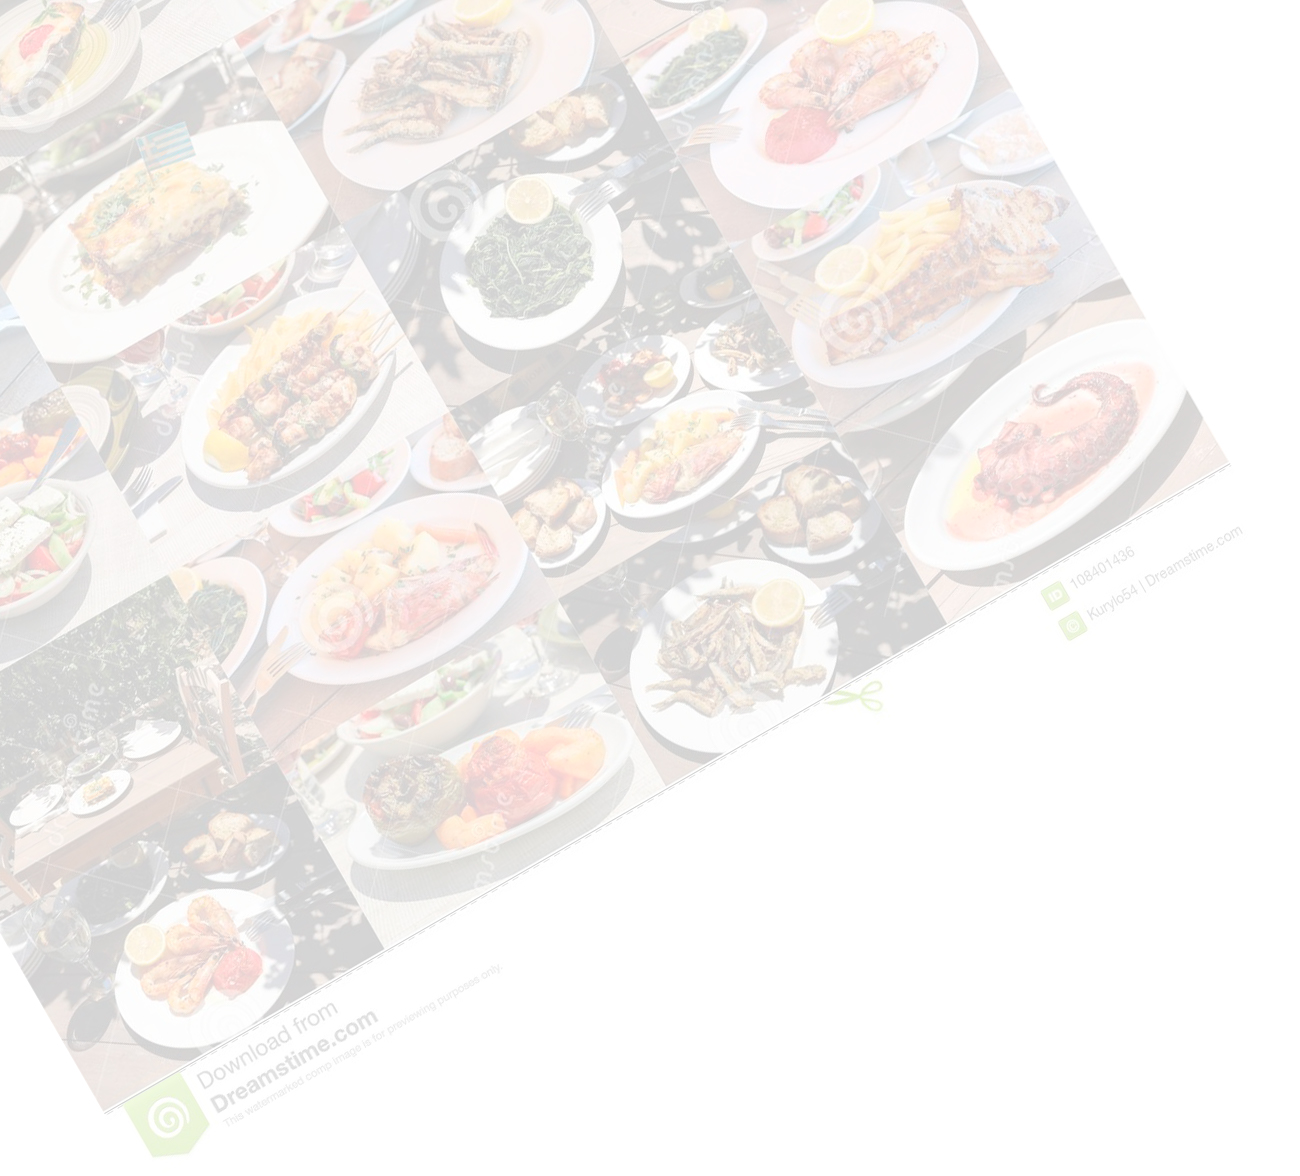 ID 108401436
Kurylo54 | Dreamstime.com
Download from
Dreamstime.com
This watermarked comp image is for previewing purposes only.